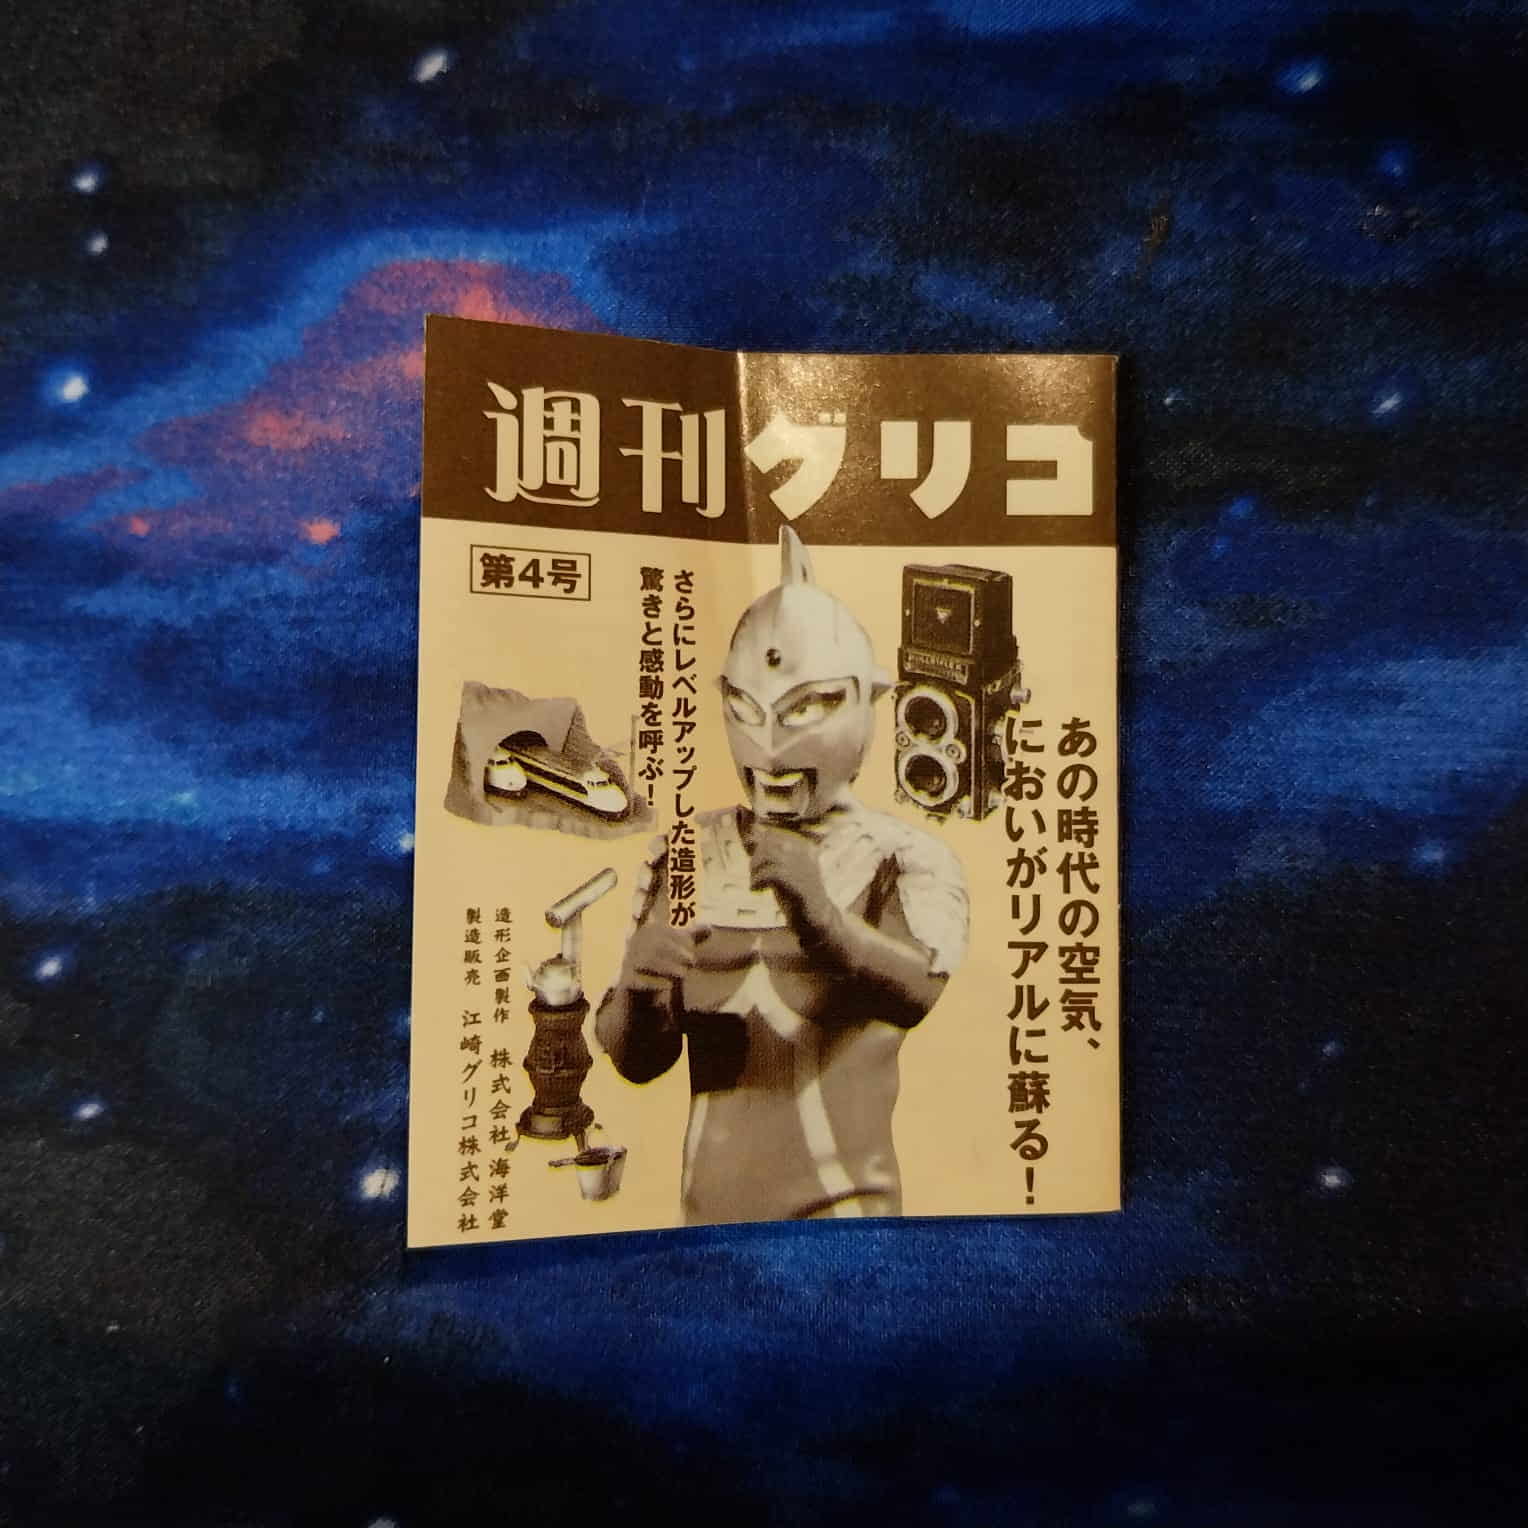 週刊グリコ
第4号
あの時代の空気、
においがリアルに蘇る!
さらにレベルアップした造形が
驚きと感動を呼ぶ!
造形企画製作 株式会社 海洋堂
製造販売 江崎グリコ株式会社